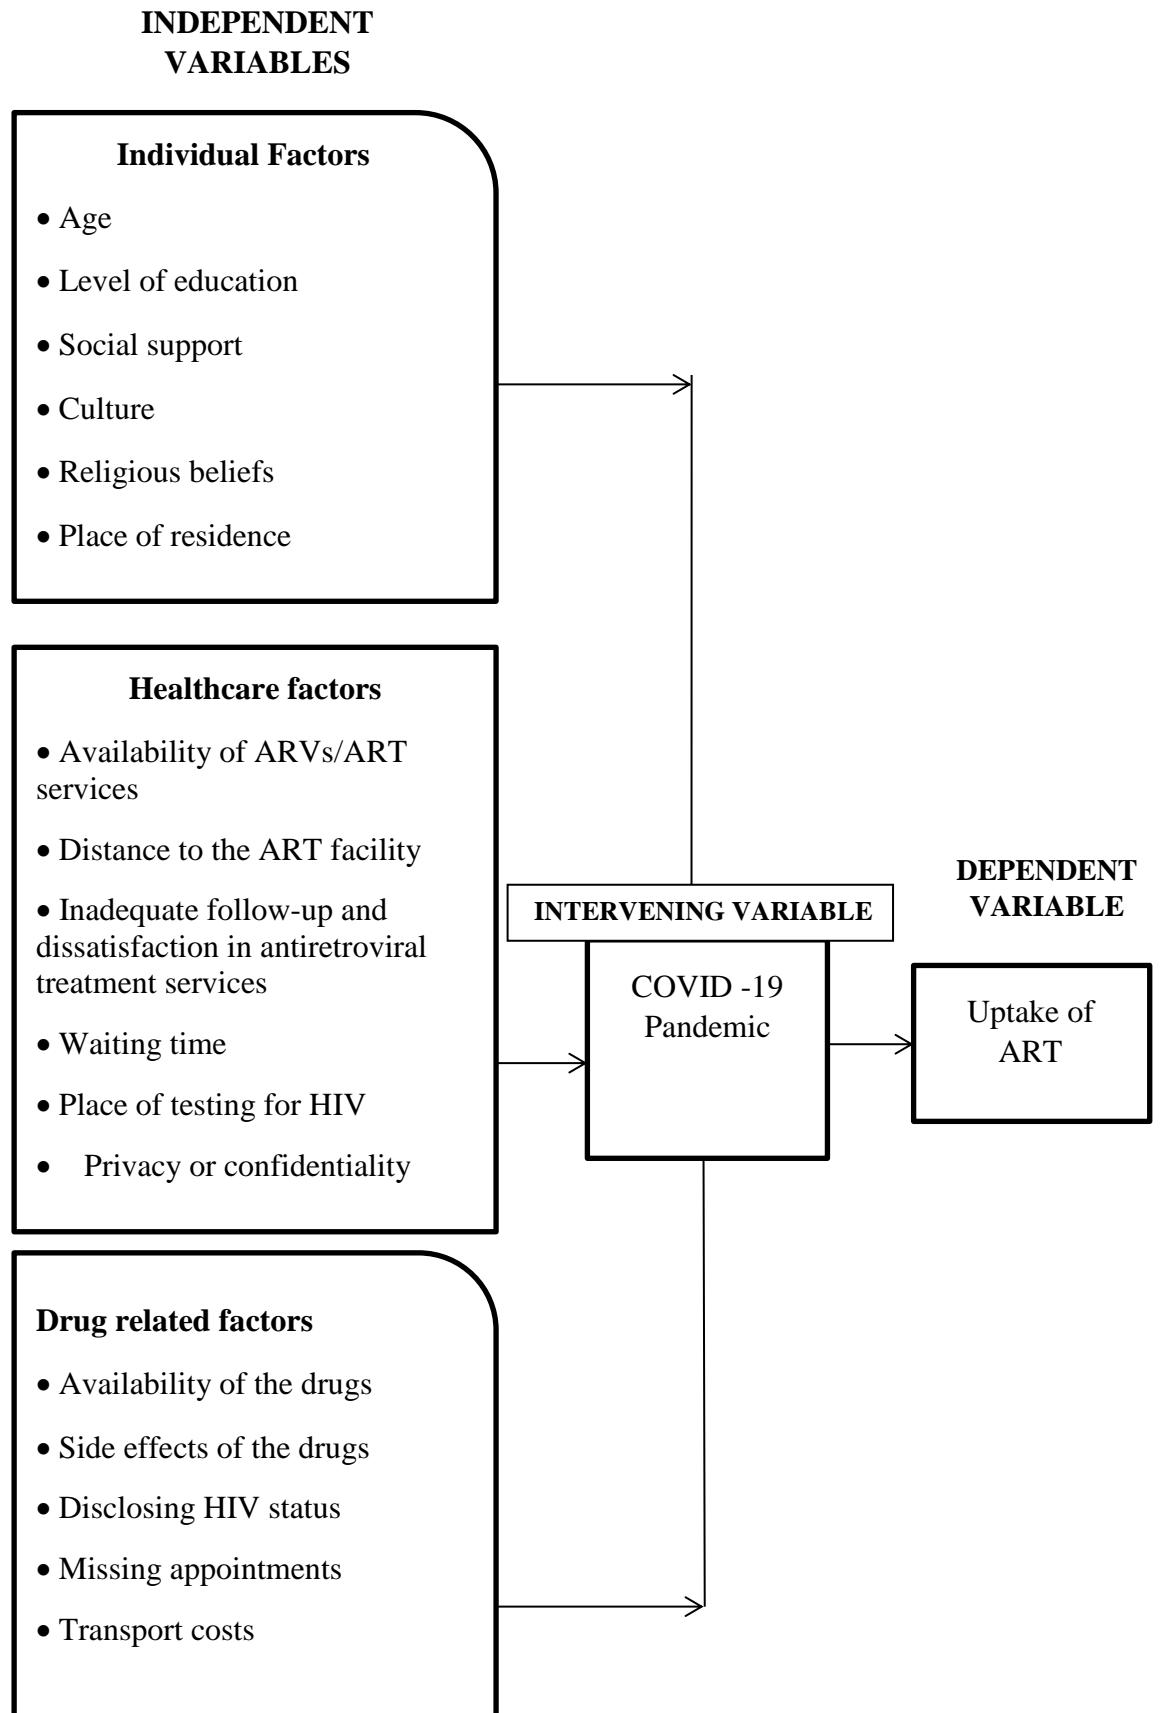 INDEPENDENT
VARIABLES
Individual Factors
• Age
• Level of education
• Social support
• Culture
• Religious beliefs
• Place of residence
Healthcare factors
• Availability of ARVs/ART
services
• Distance to the ART facility
• Inadequate follow-up and
dissatisfaction in antiretroviral
treatment services
• Waiting time
• Place of testing for HIV
• Privacy or confidentiality
Drug related factors
• Availability of the drugs
• Side effects of the drugs
• Disclosing HIV status
• Missing appointments
• Transport costs
INTERVENING VARIABLE
COVID -19
Pandemic
DEPENDENT
VARIABLE
Uptake of
ART